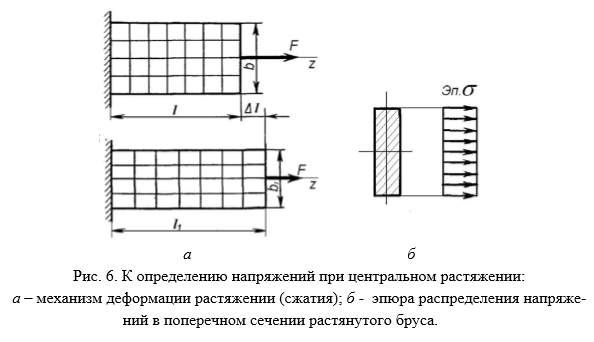 F
z
b
l
Δl
F
z
b₁
l₁
Эп.σ
а
б
Рис. 6. К определению напряжений при центральном растяжении:
а – механизм деформации растяжении (сжатия); б - эпюра распределения напряже-
ний в поперечном сечении растянутого бруса.